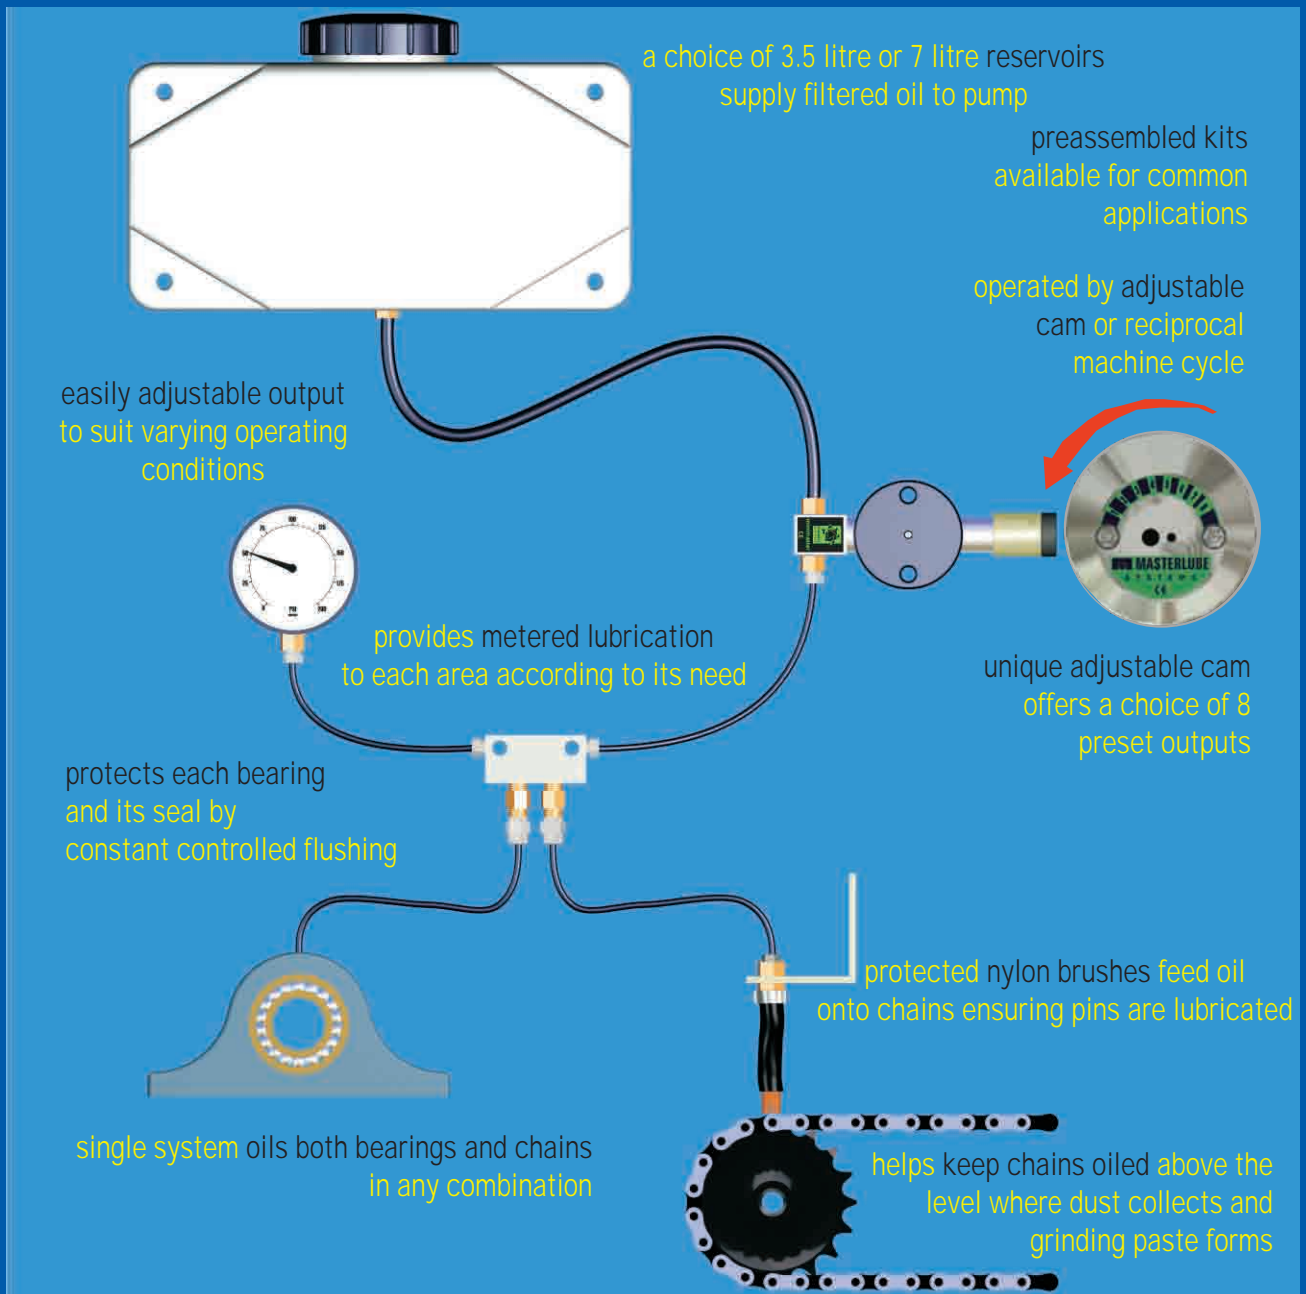 a choice of 3.5 litre or 7 litre reservoirs
supply filtered oil to pump
preassembled kits
available for common
applications
operated by adjustable
cam or reciprocal
machine cycle
easily adjustable output
to suit varying operating
conditions
MASTERLUBE
SYSTEMS
CE
provides metered lubrication
to each area according to its need
unique adjustable cam
offers a choice of 8
preset outputs
protects each bearing
and its seal by
constant controlled flushing
protected nylon brushes feed oil
onto chains ensuring pins are lubricated
single system oils both bearings and chains
in any combination
helps keep chains oiled above the
level where dust collects and
grinding paste forms